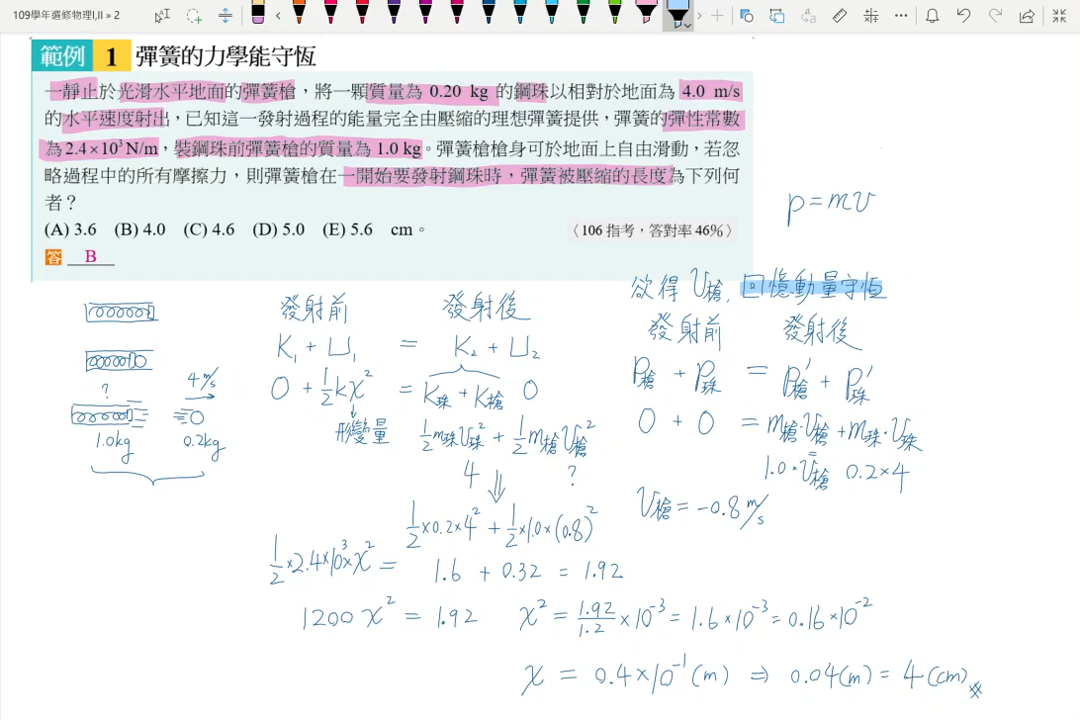 109學年選修物理I,II » 2
範例 1 彈簧的力學能守恆
一靜止於光滑水平地面的彈簧槍，將一顆質量為 0.20 kg 的鋼珠以相對於地面為 4.0 m/s
的水平速度射出，已知這一發射過程的能量完全由壓縮的理想彈簧提供，彈簧的彈性常數
為 2.4×10³ N/m，裝鋼珠前彈簧槍的質量為 1.0 kg。彈簧槍槍身可於地面上自由滑動，若忽
略過程中的所有摩擦力，則彈簧槍在一開始要發射鋼珠時，彈簧被壓縮的長度為下列何
者？
(A) 3.6 (B) 4.0 (C) 4.6 (D) 5.0 (E) 5.6 cm。
〈106 指考，答對率 46%〉
答 B
p=mv
?
4 m/s
1.0kg 0.2kg
發射前 發射後
K₁ + U₁ = K₂ + U₂
0 + ½kx² = K珠 + K槍 0
形變量 ½m珠v珠² + ½m槍v槍²
4 ?
½×0.2×4² + ½×1.0×(0.8)²
½×2.4×10³×x² = 1.6 + 0.32 = 1.92
1200x² = 1.92 x² = 1.92/1.2 ×10⁻³ = 1.6×10⁻³ = 0.16×10⁻²
x = 0.4×10⁻¹(m) ⇒ 0.04(m) = 4(cm)※
欲得 v槍, 回憶動量守恆
發射前 發射後
p槍 + p珠 = p槍' + p珠'
0 + 0 = m槍·v槍+m珠·v珠
1.0·v槍 0.2×4
v槍 = -0.8 m/s